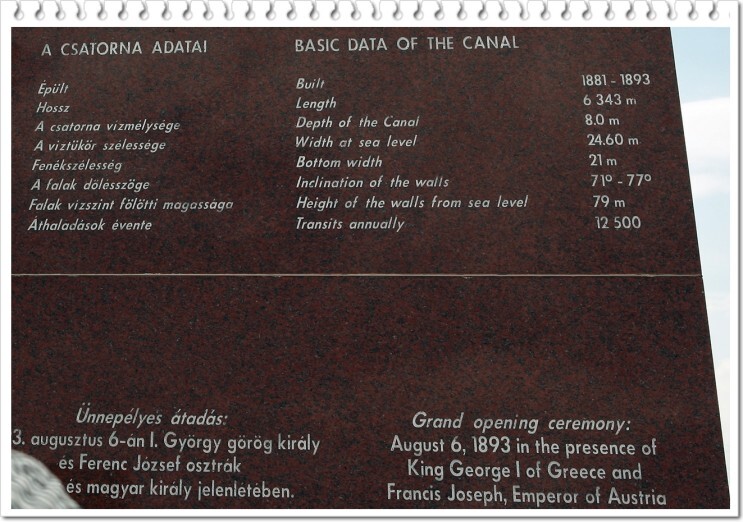 A CSATORNA ADATAI
Épült
Hossz
A csatorna vízmélysége
A víztükör szélessége
Fenékszélesség
A falak dőlésszöge
Falak vízszint fölötti magassága
Áthaladások évente
BASIC DATA OF THE CANAL
Built 1881 - 1893
Length 6 343 m
Depth of the Canal 8.0 m
Width at sea level 24.60 m
Bottom width 21 m
Inclination of the walls 71º - 77º
Height of the walls from sea level 79 m
Transits annually 12 500
Ünnepélyes átadás:
3. augusztus 6-án I. György görög király
és Ferenc József osztrák
és magyar király jelenlétében.
Grand opening ceremony:
August 6, 1893 in the presence of
King George I of Greece and
Francis Joseph, Emperor of Austria